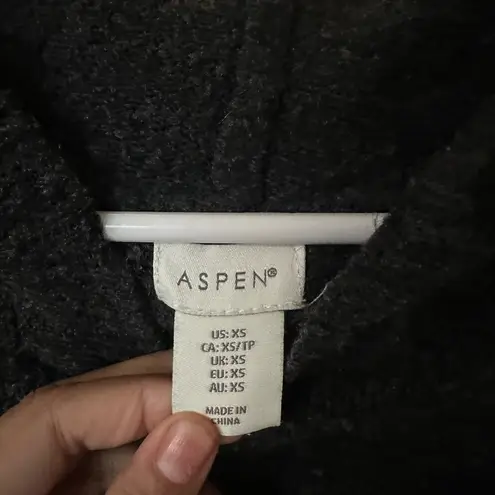 ASPEN®
US: XS
CA: XS/TP
UK: XS
EU: XS
AU: XS
MADE IN
CHINA